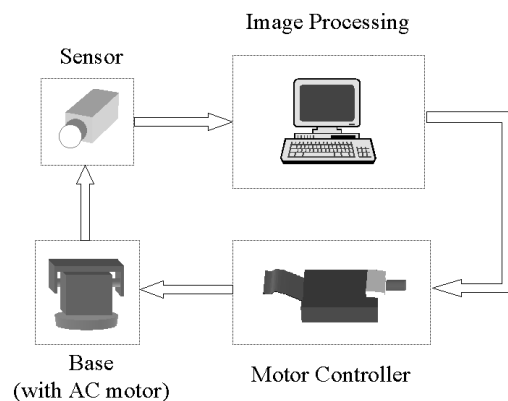 Image Processing
Sensor
Base
(with AC motor)
Motor Controller